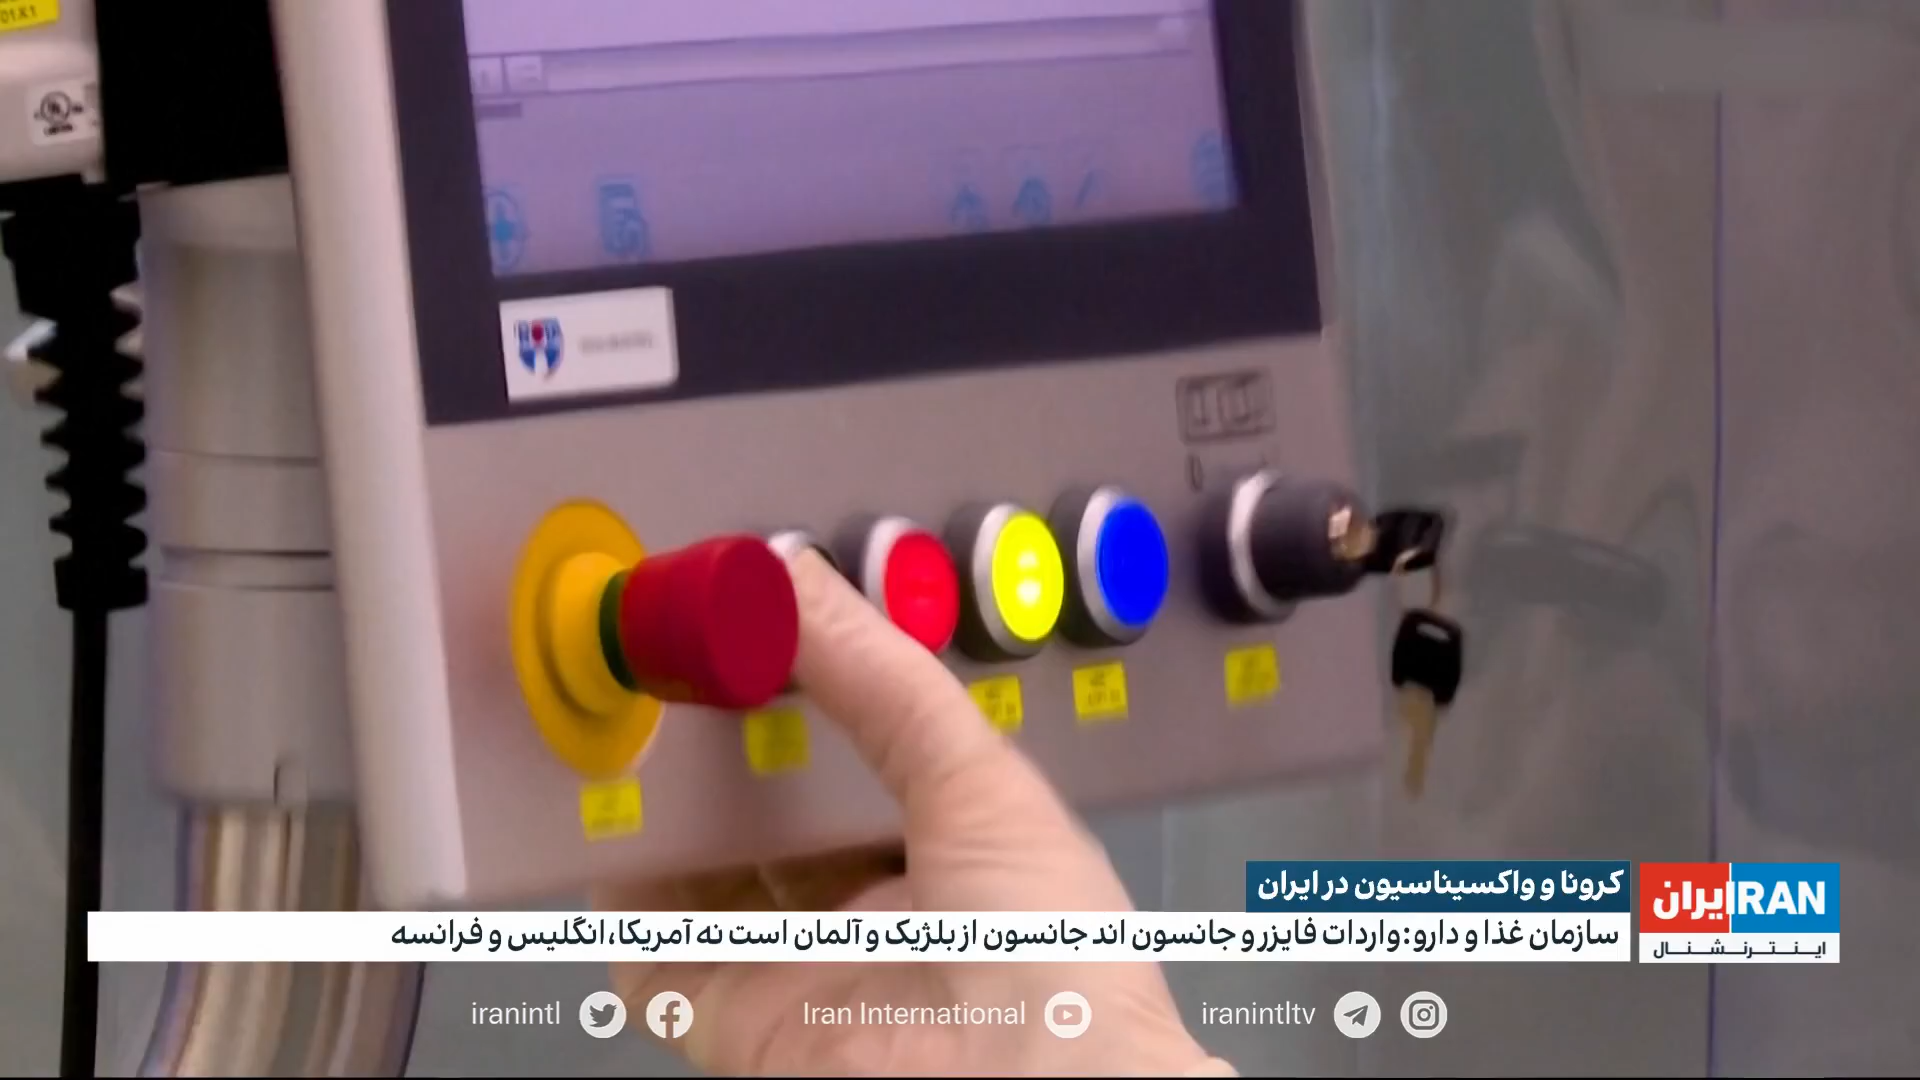 ROTA
کرونا و واکسیناسیون در ایران
سازمان غذا و دارو:واردات فایزر و جانسون اند جانسون از بلژیک و آلمان است نه آمریکا، انگلیس و فرانسه
ایران IRAN
اینترنشنال
iranintl
Iran International
iranintltv